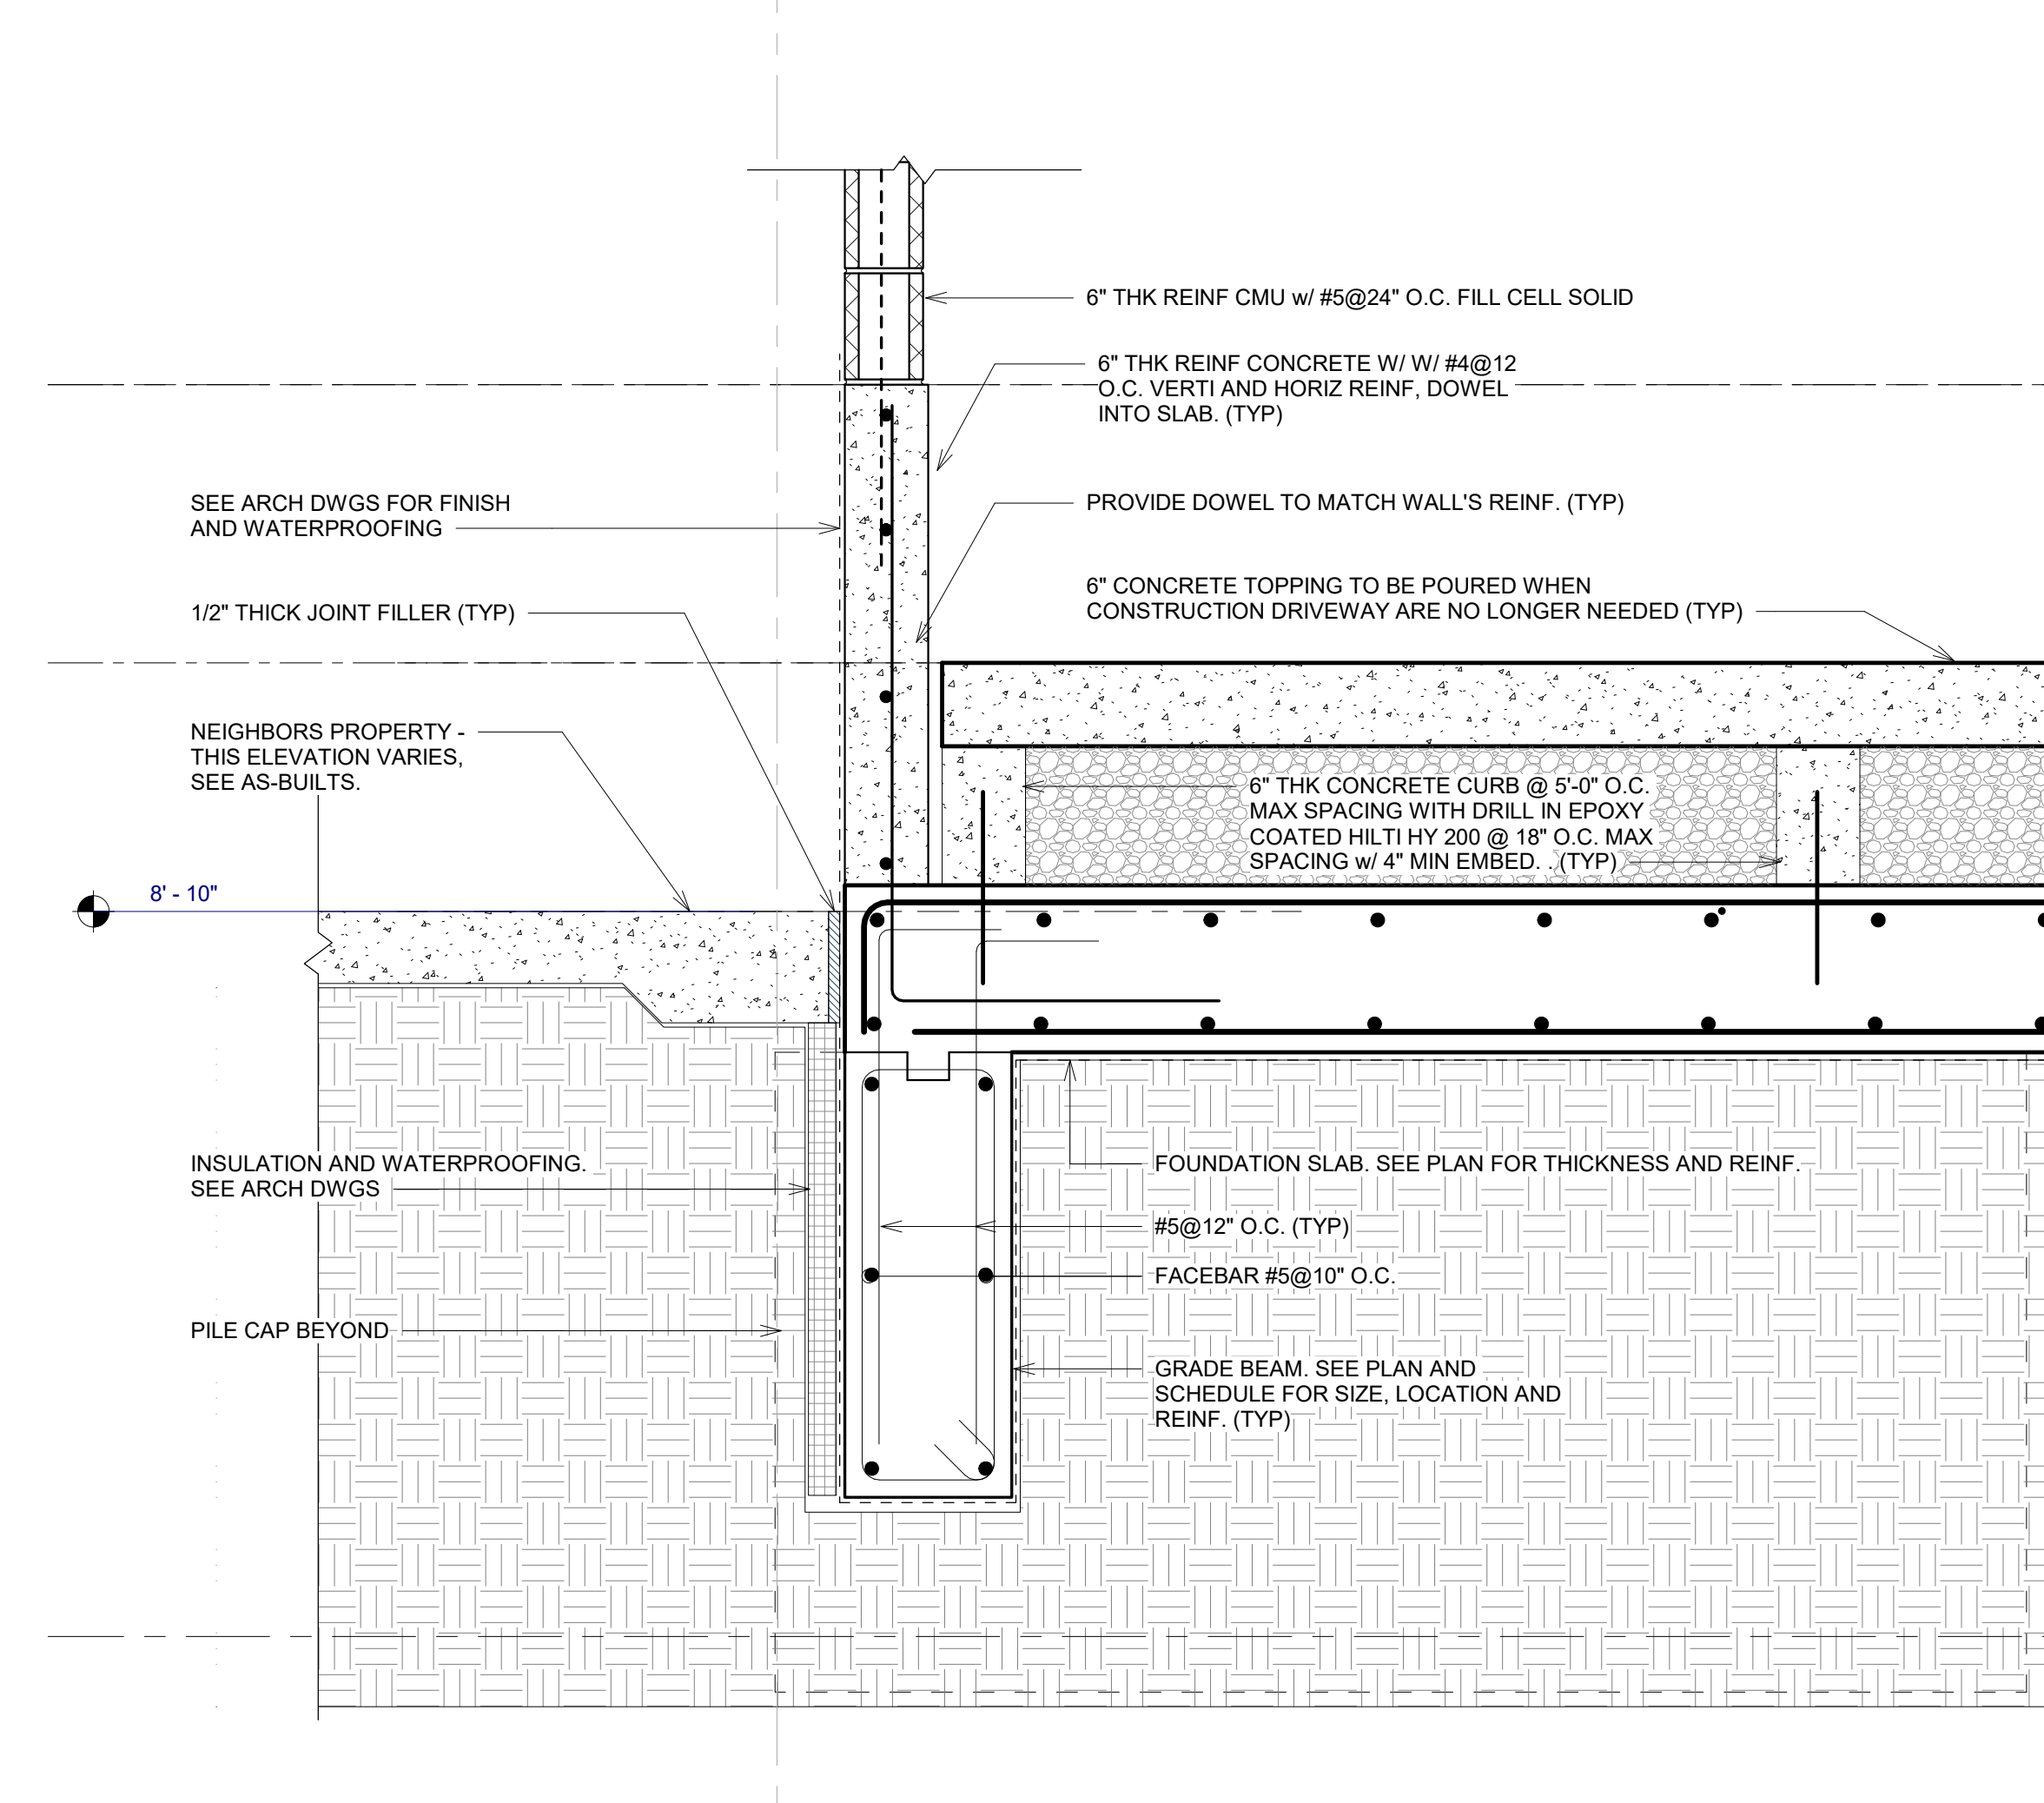 6" THK REINF CMU w/ #5@24" O.C. FILL CELL SOLID
6" THK REINF CONCRETE W/ W/ #4@12
O.C. VERTI AND HORIZ REINF, DOWEL
INTO SLAB. (TYP)
SEE ARCH DWGS FOR FINISH
AND WATERPROOFING
PROVIDE DOWEL TO MATCH WALL'S REINF. (TYP)
6" CONCRETE TOPPING TO BE POURED WHEN
CONSTRUCTION DRIVEWAY ARE NO LONGER NEEDED (TYP)
1/2" THICK JOINT FILLER (TYP)
NEIGHBORS PROPERTY -
THIS ELEVATION VARIES,
SEE AS-BUILTS.
6" THK CONCRETE CURB @ 5'-0" O.C.
MAX SPACING WITH DRILL IN EPOXY
COATED HILTI HY 200 @ 18" O.C. MAX
SPACING w/ 4" MIN EMBED. . (TYP)
8' - 10"
INSULATION AND WATERPROOFING.
SEE ARCH DWGS
FOUNDATION SLAB. SEE PLAN FOR THICKNESS AND REINF.
#5@12" O.C. (TYP)
FACEBAR #5@10" O.C.
PILE CAP BEYOND
GRADE BEAM. SEE PLAN AND
SCHEDULE FOR SIZE, LOCATION AND
REINF. (TYP)